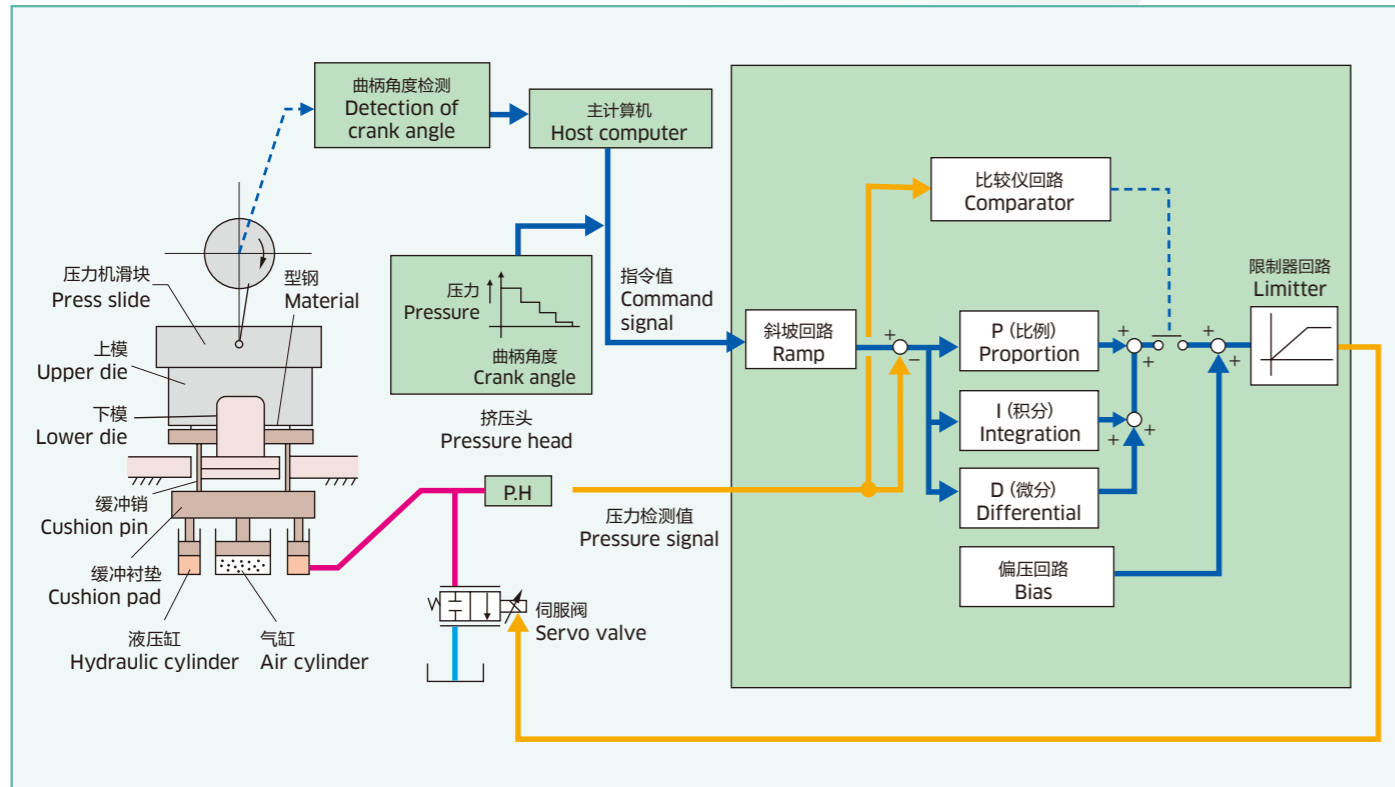 曲柄角度检测
Detection of
crank angle
主计算机
Host computer
比较仪回路
Comparator
压力机滑块
Press slide
型钢
Material
上模
Upper die
下模
Lower die
缓冲销
Cushion pin
缓冲衬垫
Cushion pad
液压缸
Hydraulic cylinder
气缸
Air cylinder
压力
Pressure
曲柄角度
Crank angle
挤压头
Pressure head
P.H
指令值
Command
signal
压力检测值
Pressure signal
伺服阀
Servo valve
斜坡回路
Ramp
+
−
P (比例)
Proportion
I (积分)
Integration
D (微分)
Differential
偏压回路
Bias
+
+
+
+
+
+
限制器回路
Limitter